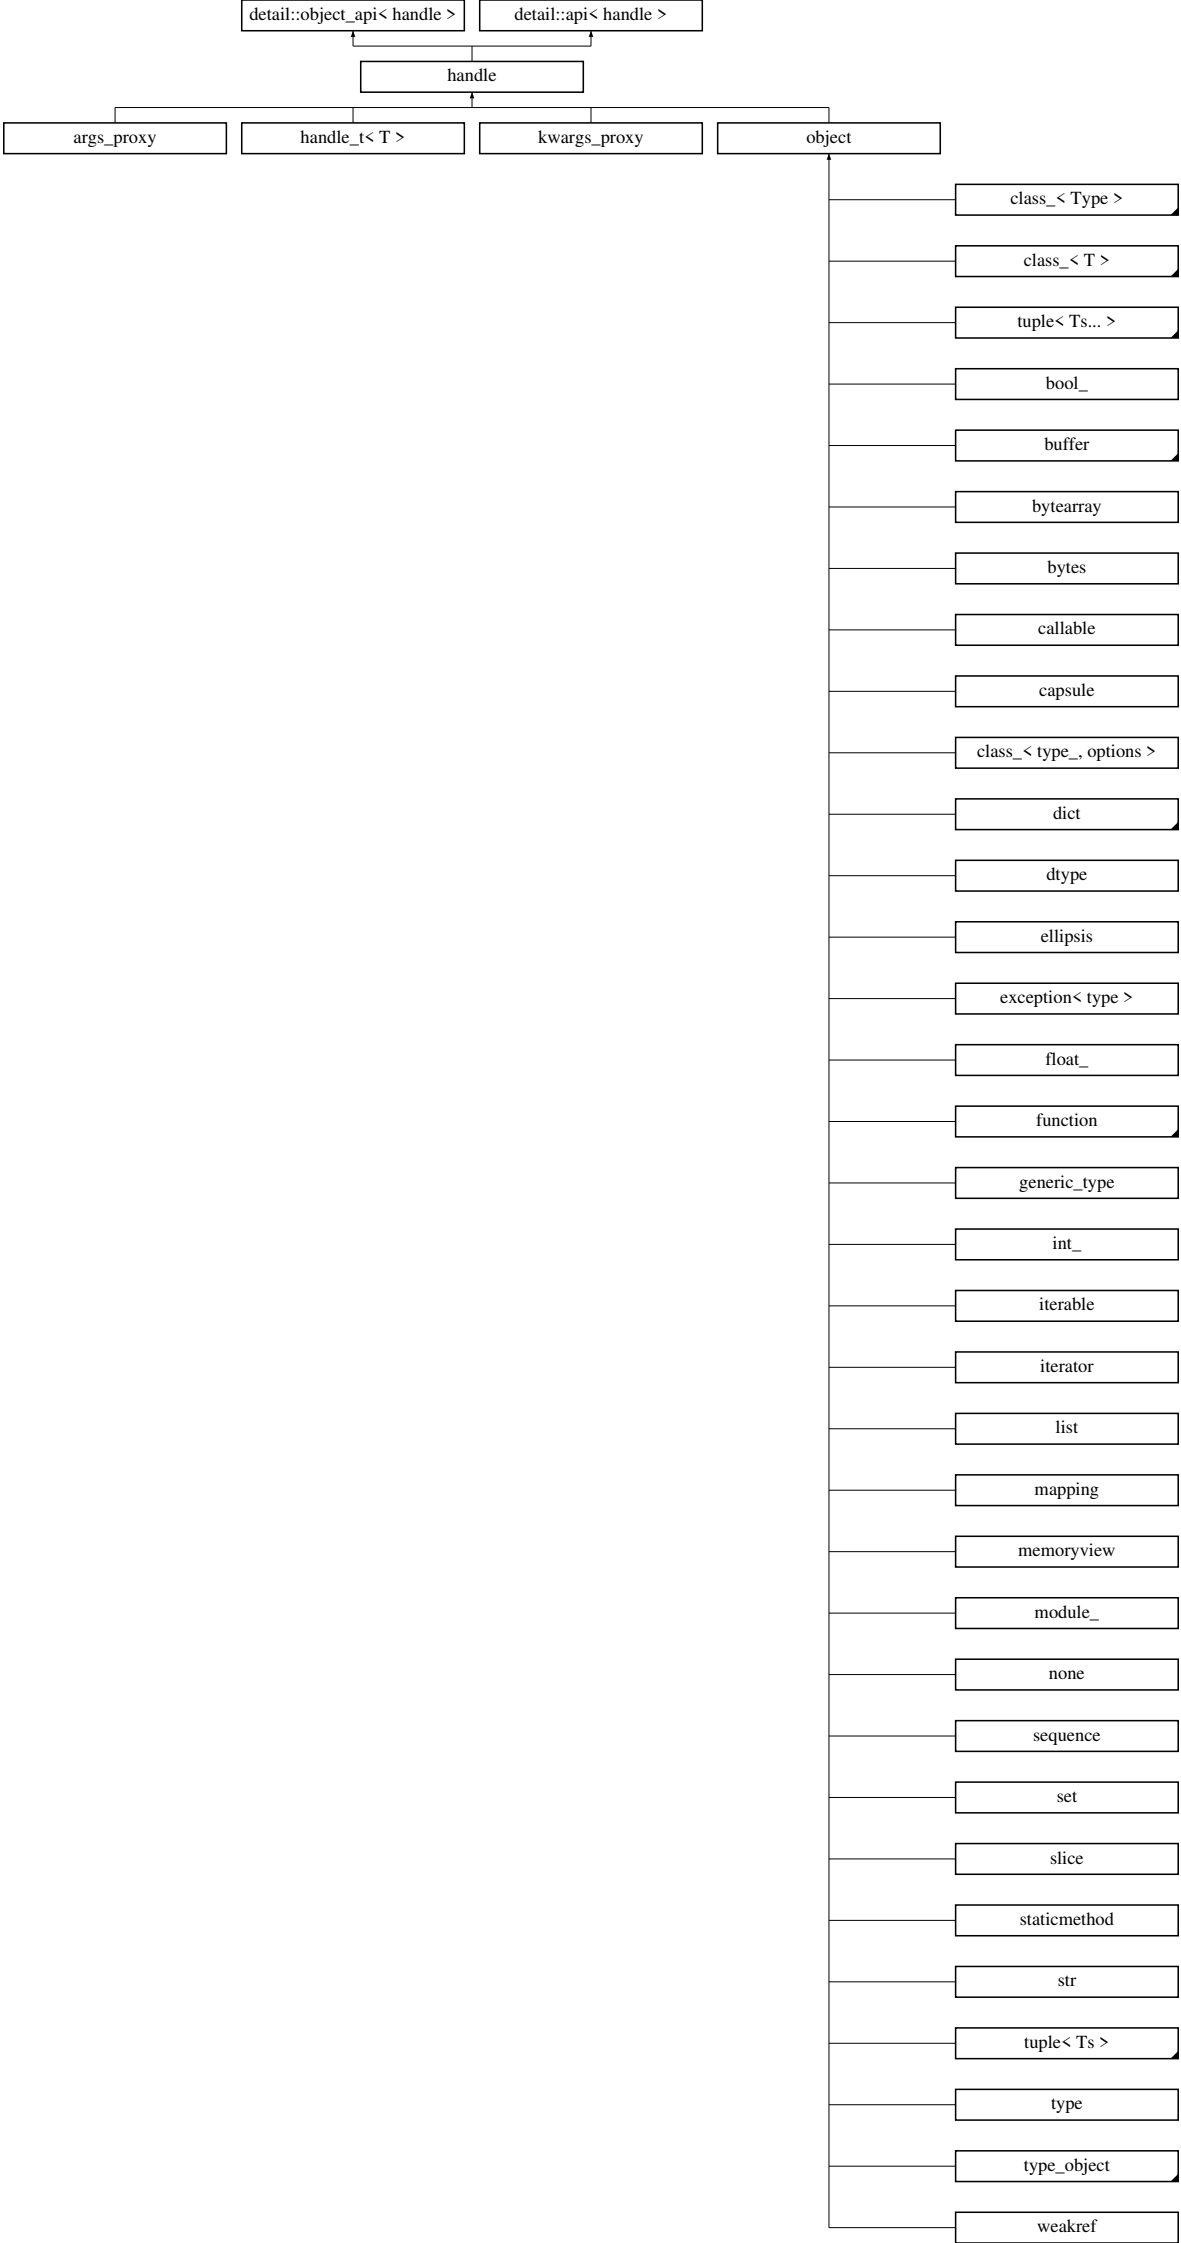 detail::object_api< handle >
detail::api< handle >
handle
args_proxy
handle_t< T >
kwargs_proxy
object
class_< Type >
class_< T >
tuple< Ts... >
bool_
buffer
bytearray
bytes
callable
capsule
class_< type_, options >
dict
dtype
ellipsis
exception< type >
float_
function
generic_type
int_
iterable
iterator
list
mapping
memoryview
module_
none
sequence
set
slice
staticmethod
str
tuple< Ts >
type
type_object
weakref